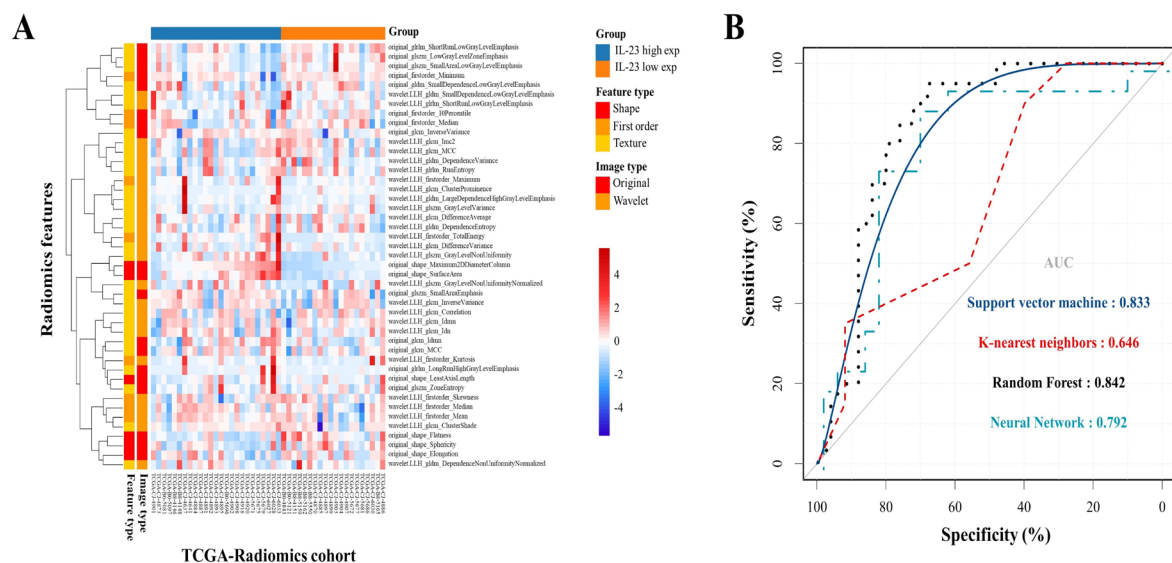 A
Group
IL-23 high exp
IL-23 low exp
Feature type
Shape
First order
Texture
Image type
Original
Wavelet
4
2
0
-2
-4
Radiomics features
Group
original_glrlm_ShortRunLowGrayLevelEmphasis
original_glszm_LowGrayLevelZoneEmphasis
original_glszm_SmallAreaLowGrayLevelEmphasis
original_firstorder_Minimum
original_gldm_SmallDependenceLowGrayLevelEmphasis
wavelet.LLH_gldm_SmallDependenceLowGrayLevelEmphasis
wavelet.LLH_glrlm_ShortRunLowGrayLevelEmphasis
original_firstorder_10Percentile
original_firstorder_Median
original_glcm_InverseVariance
wavelet.LLH_glcm_Imc2
wavelet.LLH_glcm_MCC
wavelet.LLH_gldm_DependenceVariance
wavelet.LLH_glrlm_RunEntropy
wavelet.LLH_firstorder_Maximum
wavelet.LLH_glcm_ClusterProminence
wavelet.LLH_gldm_LargeDependenceHighGrayLevelEmphasis
wavelet.LLH_glszm_GrayLevelVariance
wavelet.LLH_glcm_DifferenceAverage
wavelet.LLH_gldm_DependenceEntropy
wavelet.LLH_firstorder_TotalEnergy
wavelet.LLH_glcm_DifferenceVariance
wavelet.LLH_glszm_GrayLevelNonUniformity
original_shape_Maximum2DDiameterColumn
original_shape_SurfaceArea
wavelet.LLH_glszm_GrayLevelNonUniformityNormalized
original_glszm_SmallAreaEmphasis
wavelet.LLH_glcm_InverseVariance
wavelet.LLH_glcm_Correlation
wavelet.LLH_glcm_Idmn
wavelet.LLH_glcm_Idn
original_glcm_Idmn
original_glcm_MCC
wavelet.LLH_firstorder_Kurtosis
original_glrlm_LongRunHighGrayLevelEmphasis
original_shape_LeastAxisLength
original_glszm_ZoneEntropy
wavelet.LLH_firstorder_Skewness
wavelet.LLH_firstorder_Median
wavelet.LLH_firstorder_Mean
wavelet.LLH_glcm_ClusterShade
original_shape_Flatness
original_shape_Sphericity
original_shape_Elongation
wavelet.LLH_gldm_DependenceNonUniformityNormalized
Feature type
Image type
TCGA-Radiomics cohort
B
Sensitivity (%)
100
80
60
40
20
0
AUC
Support vector machine : 0.833
K-nearest neighbors : 0.646
Random Forest : 0.842
Neural Network : 0.792
100
80
60
40
20
0
Specificity (%)